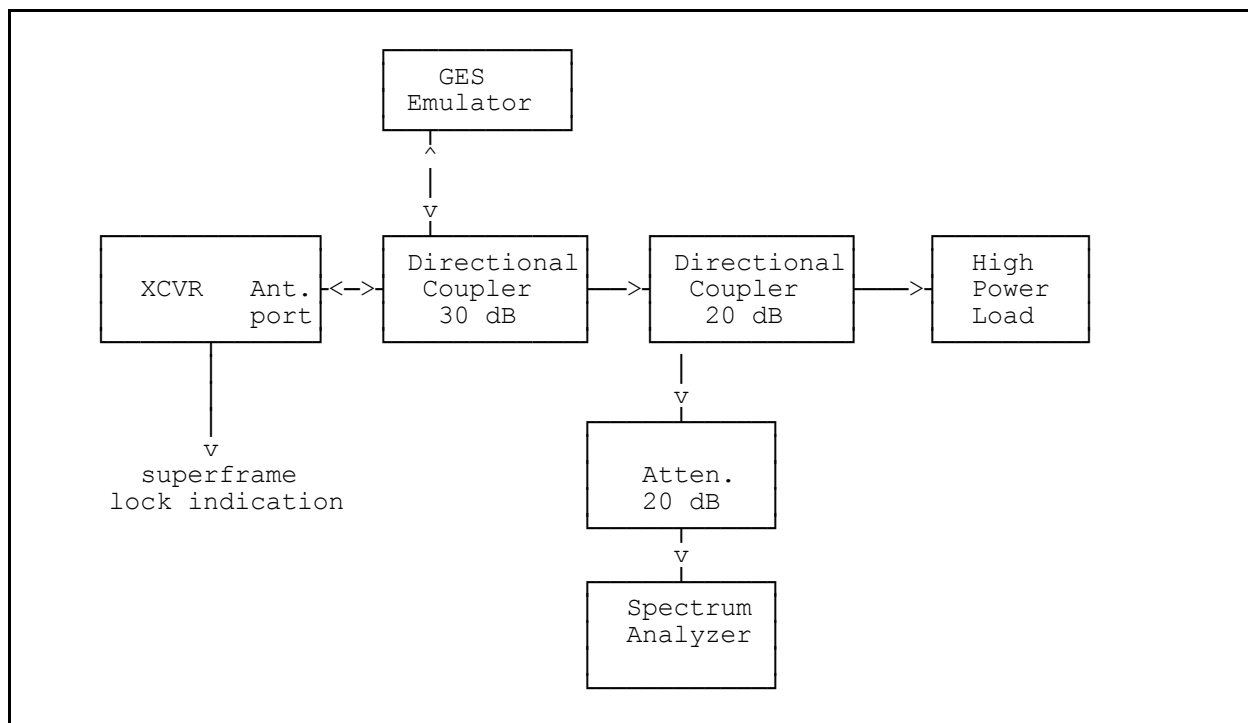 GES
Emulator
XCVR
Ant.
port
Directional
Coupler
30 dB
Directional
Coupler
20 dB
High
Power
Load
superframe
lock indication
Atten.
20 dB
Spectrum
Analyzer